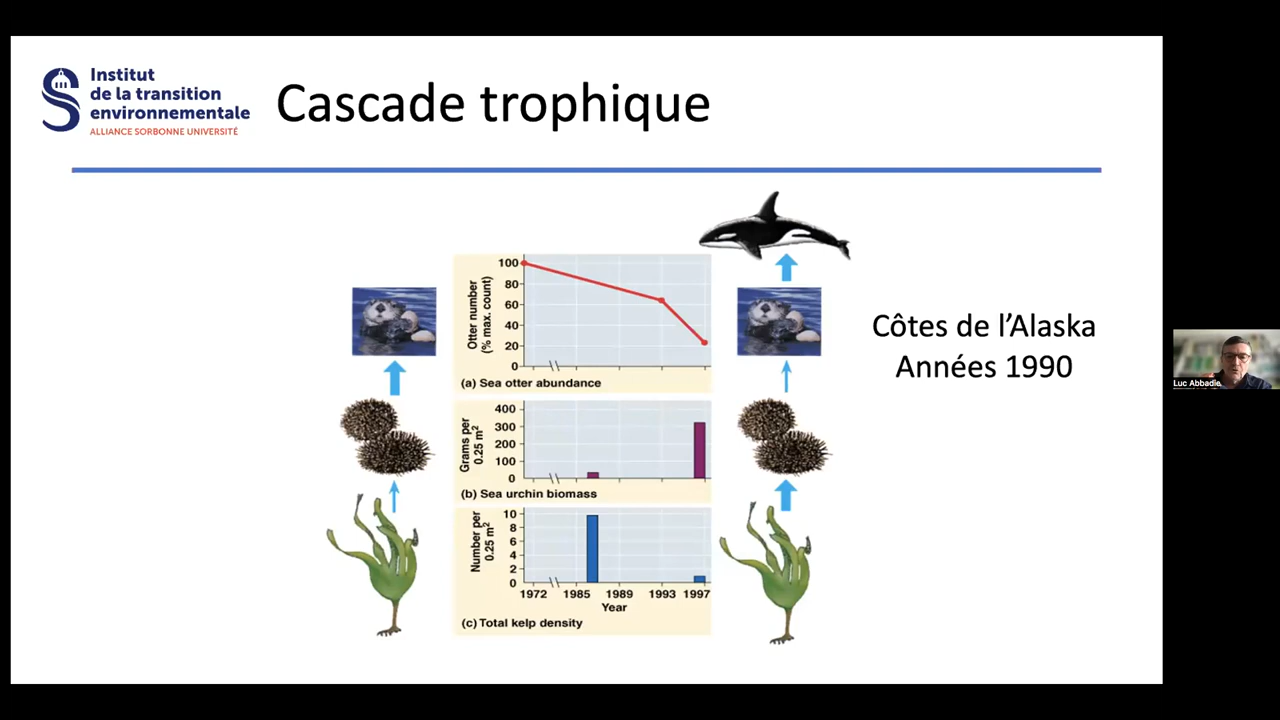 Institut
de la transition
environnementale
ALLIANCE SORBONNE UNIVERSITÉ
Cascade trophique
Otter number
(% max. count)
100
80
60
40
20
0
(a) Sea otter abundance
Grams per
0.25 m²
400
300
200
100
0
(b) Sea urchin biomass
Number per
0.25 m²
10
8
6
4
2
0
1972 1985 1989 1993 1997
Year
(c) Total kelp density
Côtes de l’Alaska
Années 1990
Luc Abbadie